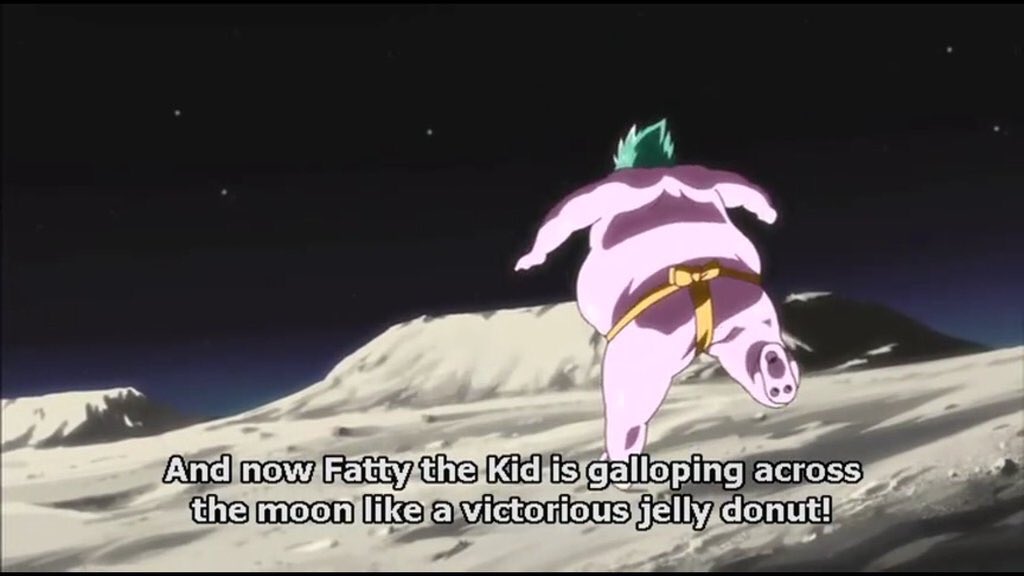 And now Fatty the Kid is galloping across
the moon like a victorious jelly donut!